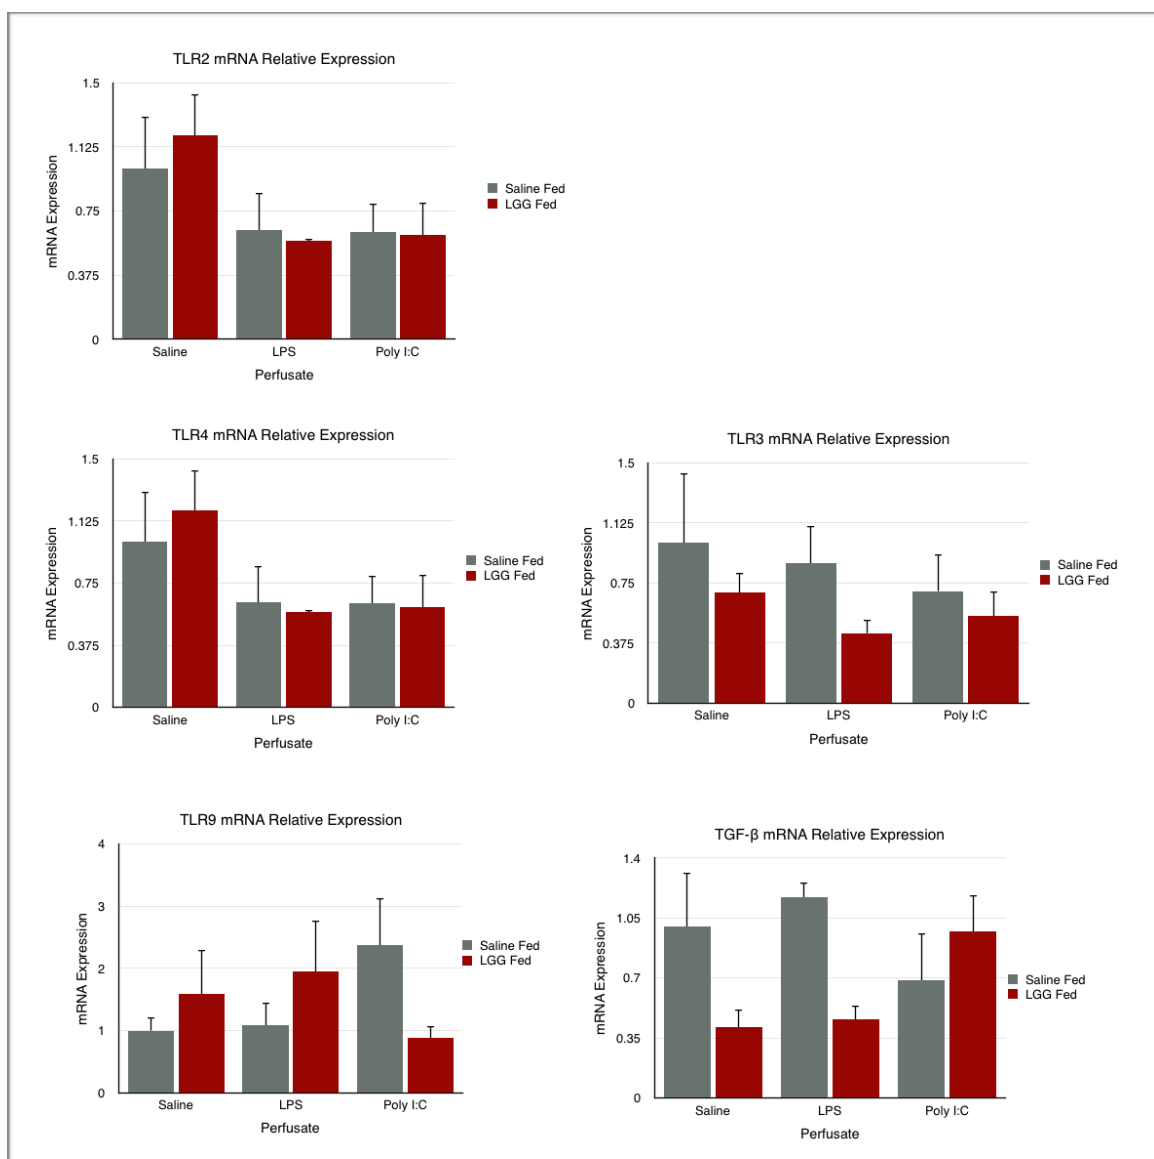 TLR2 mRNA Relative Expression
1.5
1.125
0.75
0.375
0
mRNA Expression
Saline LPS Poly I:C
Perfusate
Saline Fed
LGG Fed
TLR4 mRNA Relative Expression
1.5
1.125
0.75
0.375
0
mRNA Expression
Saline LPS Poly I:C
Perfusate
Saline Fed
LGG Fed
TLR3 mRNA Relative Expression
1.5
1.125
0.75
0.375
0
mRNA Expression
Saline LPS Poly I:C
Perfusate
Saline Fed
LGG Fed
TLR9 mRNA Relative Expression
4
3
2
1
0
mRNA Expression
Saline LPS Poly I:C
Perfusate
Saline Fed
LGG Fed
TGF-β mRNA Relative Expression
1.4
1.05
0.7
0.35
0
mRNA Expression
Saline LPS Poly I:C
Perfusate
Saline Fed
LGG Fed